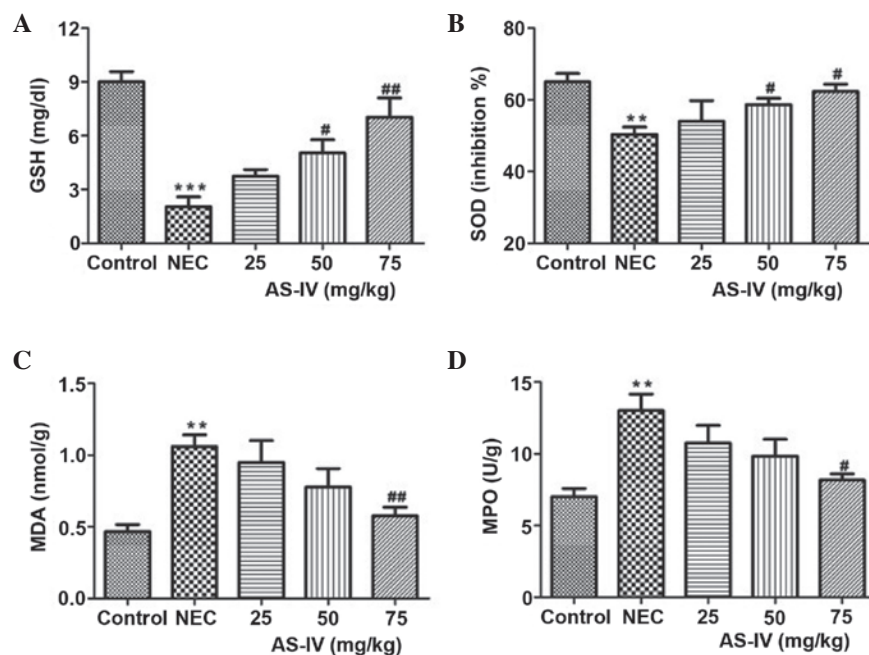 A
GSH (mg/dl)
12
9
6
3
0
***
#
##
Control NEC 25 50 75
AS-IV (mg/kg)
B
SOD (inhibition %)
80
60
40
20
**
#
#
Control NEC 25 50 75
AS-IV (mg/kg)
C
MDA (nmol/g)
1.5
1.0
0.5
0.0
**
##
Control NEC 25 50 75
AS-IV (mg/kg)
D
MPO (U/g)
15
10
5
0
**
#
Control NEC 25 50 75
AS-IV (mg/kg)